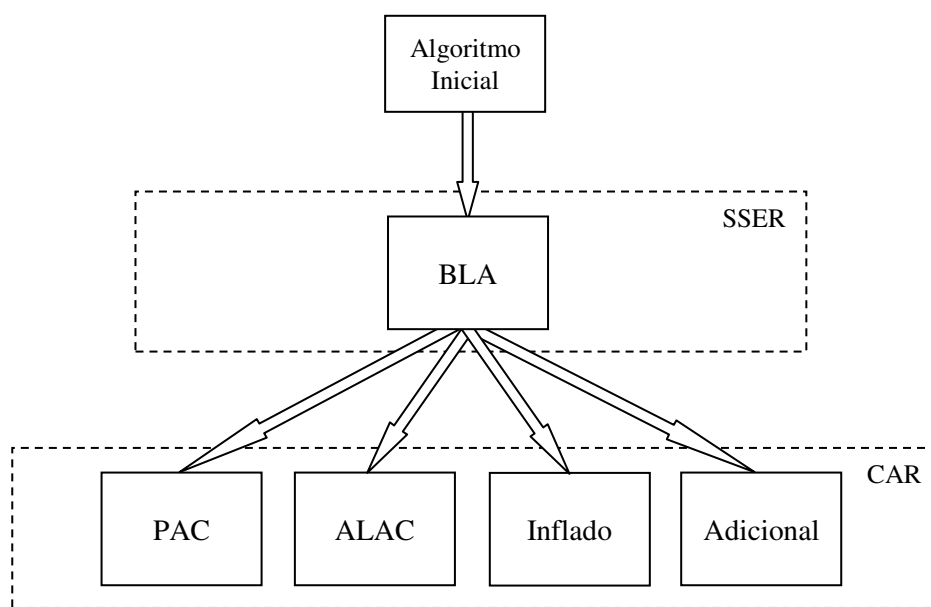 Algoritmo
Inicial
SSER
BLA
CAR
PAC
ALAC
Inflado
Adicional